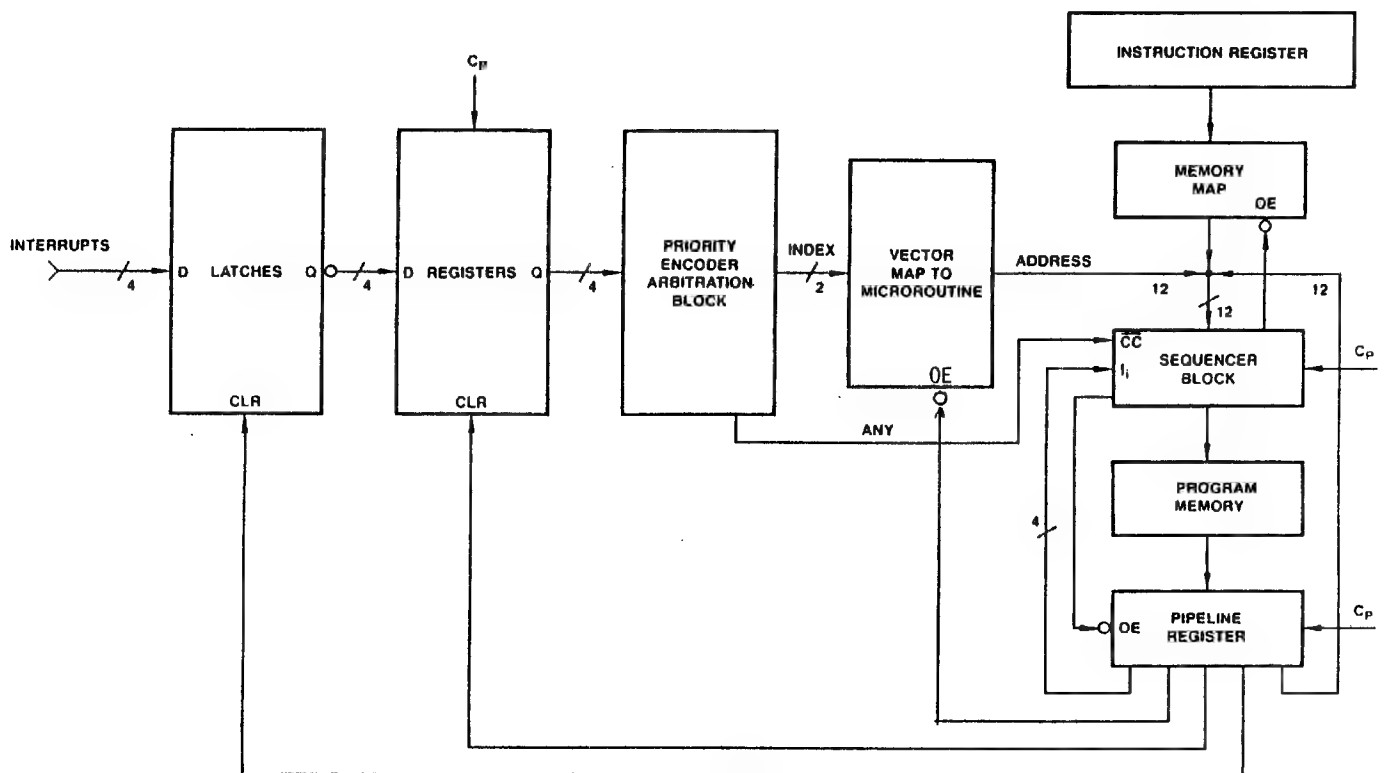 INSTRUCTION REGISTER
CP
MEMORY
MAP
OE
INTERRUPTS
4
D LATCHES Q
4
D REGISTERS Q
4
PRIORITY
ENCODER
ARBITRATION
BLOCK
INDEX
2
VECTOR
MAP TO
MICROROUTINE
ADDRESS
12
12
12
CLR
CLR
OE
ANY
CC
Ii
SEQUENCER
BLOCK
CP
PROGRAM
MEMORY
4
OE
PIPELINE
REGISTER
CP